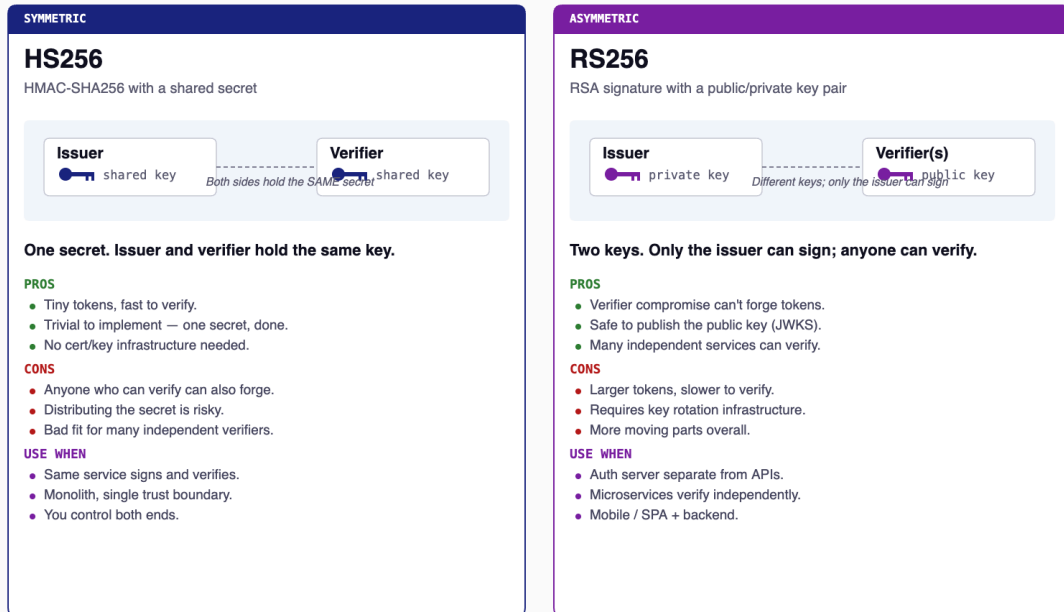 SYMMETRIC
HS256
HMAC-SHA256 with a shared secret
Issuer
shared key
Verifier
shared key
Both sides hold the SAME secret
One secret. Issuer and verifier hold the same key.
PROS
Tiny tokens, fast to verify.
Trivial to implement — one secret, done.
No cert/key infrastructure needed.
CONS
Anyone who can verify can also forge.
Distributing the secret is risky.
Bad fit for many independent verifiers.
USE WHEN
Same service signs and verifies.
Monolith, single trust boundary.
You control both ends.
ASYMMETRIC
RS256
RSA signature with a public/private key pair
Issuer
private key
Verifier(s)
public key
Different keys; only the issuer can sign
Two keys. Only the issuer can sign; anyone can verify.
PROS
Verifier compromise can't forge tokens.
Safe to publish the public key (JWKS).
Many independent services can verify.
CONS
Larger tokens, slower to verify.
Requires key rotation infrastructure.
More moving parts overall.
USE WHEN
Auth server separate from APIs.
Microservices verify independently.
Mobile / SPA + backend.